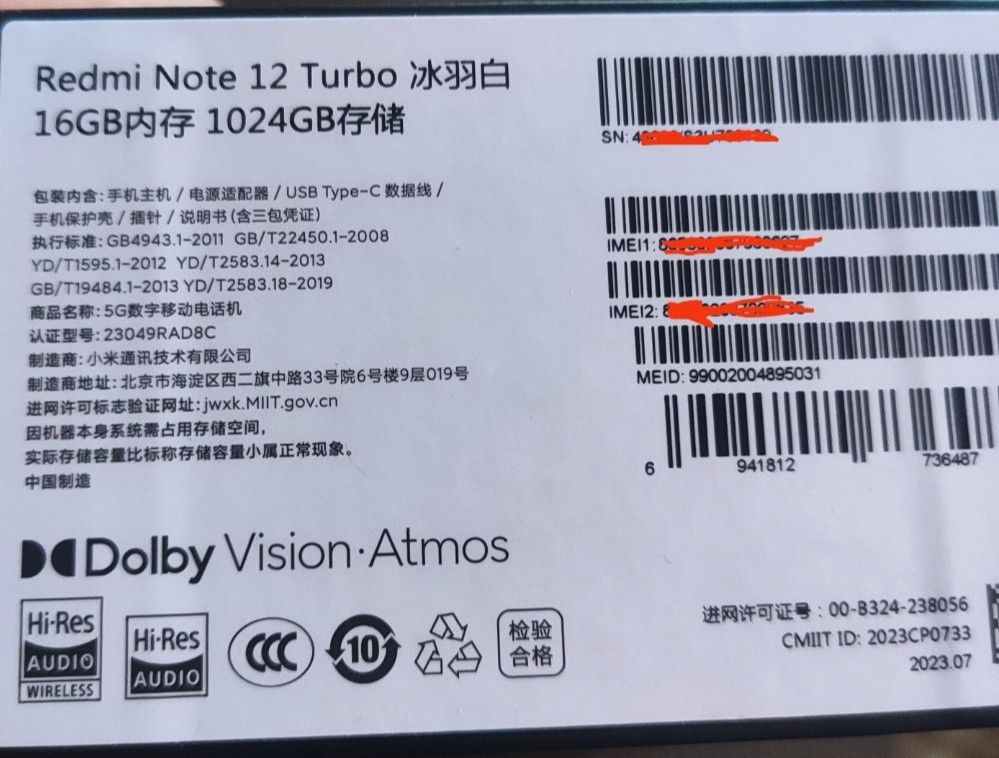 Redmi Note 12 Turbo 冰羽白
16GB内存 1024GB存储
包装内含: 手机主机 / 电源适配器 / USB Type-C 数据线 /
手机保护壳 / 插针 / 说明书(含三包凭证)
执行标准: GB4943.1-2011 GB/T22450.1-2008
YD/T1595.1-2012 YD/T2583.14-2013
GB/T19484.1-2013 YD/T2583.18-2019
商品名称: 5G数字移动电话机
认证型号: 23049RAD8C
制造商: 小米通讯技术有限公司
制造商地址: 北京市海淀区西二旗中路33号院6号楼9层019号
进网许可标志验证网址: jwxk.MIIT.gov.cn
因机器本身系统需占用存储空间,
实际存储容量比标称存储容量小属正常现象。
中国制造
SN:
IMEI1:
IMEI2:
MEID: 99002004895031
6 941812 736487
Dolby Vision·Atmos
Hi-Res
AUDIO
WIRELESS
Hi-Res
AUDIO
CCC
10
检验
合格
进网许可证号：00-B324-238056
CMIIT ID: 2023CP0733
2023.07